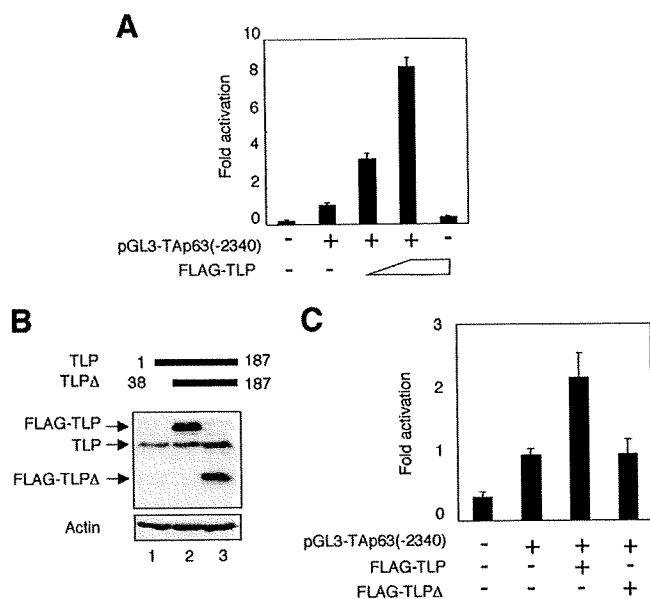 A
10
8
6
4
2
0
Fold activation
pGL3-TAp63(-2340) - + + + -
FLAG-TLP - -
B
TLP 1 187
TLPΔ 38 187
FLAG-TLP
TLP
FLAG-TLPΔ
Actin
1 2 3
C
3
2
1
0
Fold activation
pGL3-TAp63(-2340) - + + +
FLAG-TLP - - + -
FLAG-TLPΔ - - - +